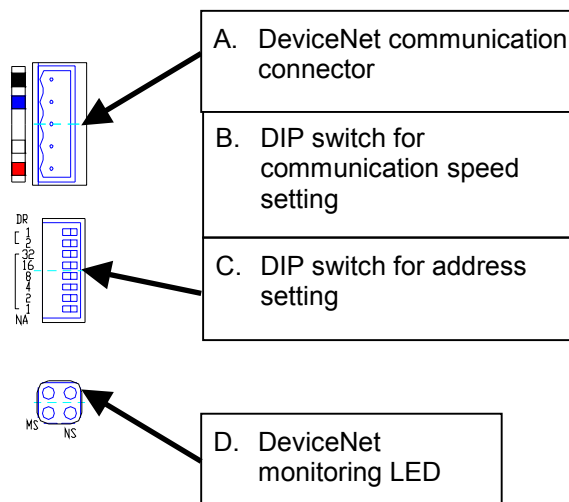 A. DeviceNet communication
connector
B. DIP switch for
communication speed
setting
DR
1
2
32
16
8
4
2
1
NA
C. DIP switch for address
setting
MS NS
D. DeviceNet
monitoring LED